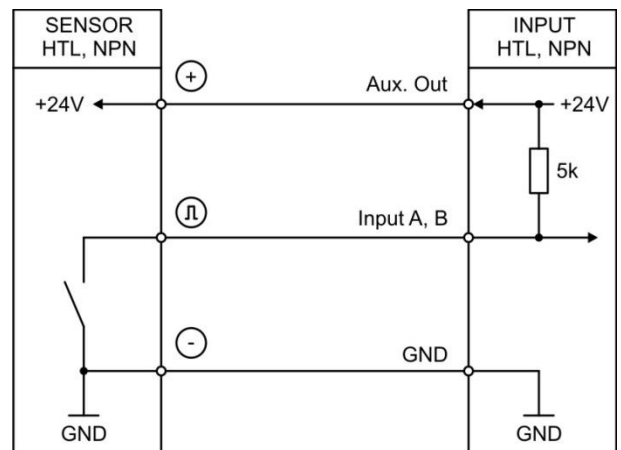 SENSOR
HTL, NPN
INPUT
HTL, NPN
+
Aux. Out
+24V
+24V
5k
Input A, B
-
GND
GND
GND